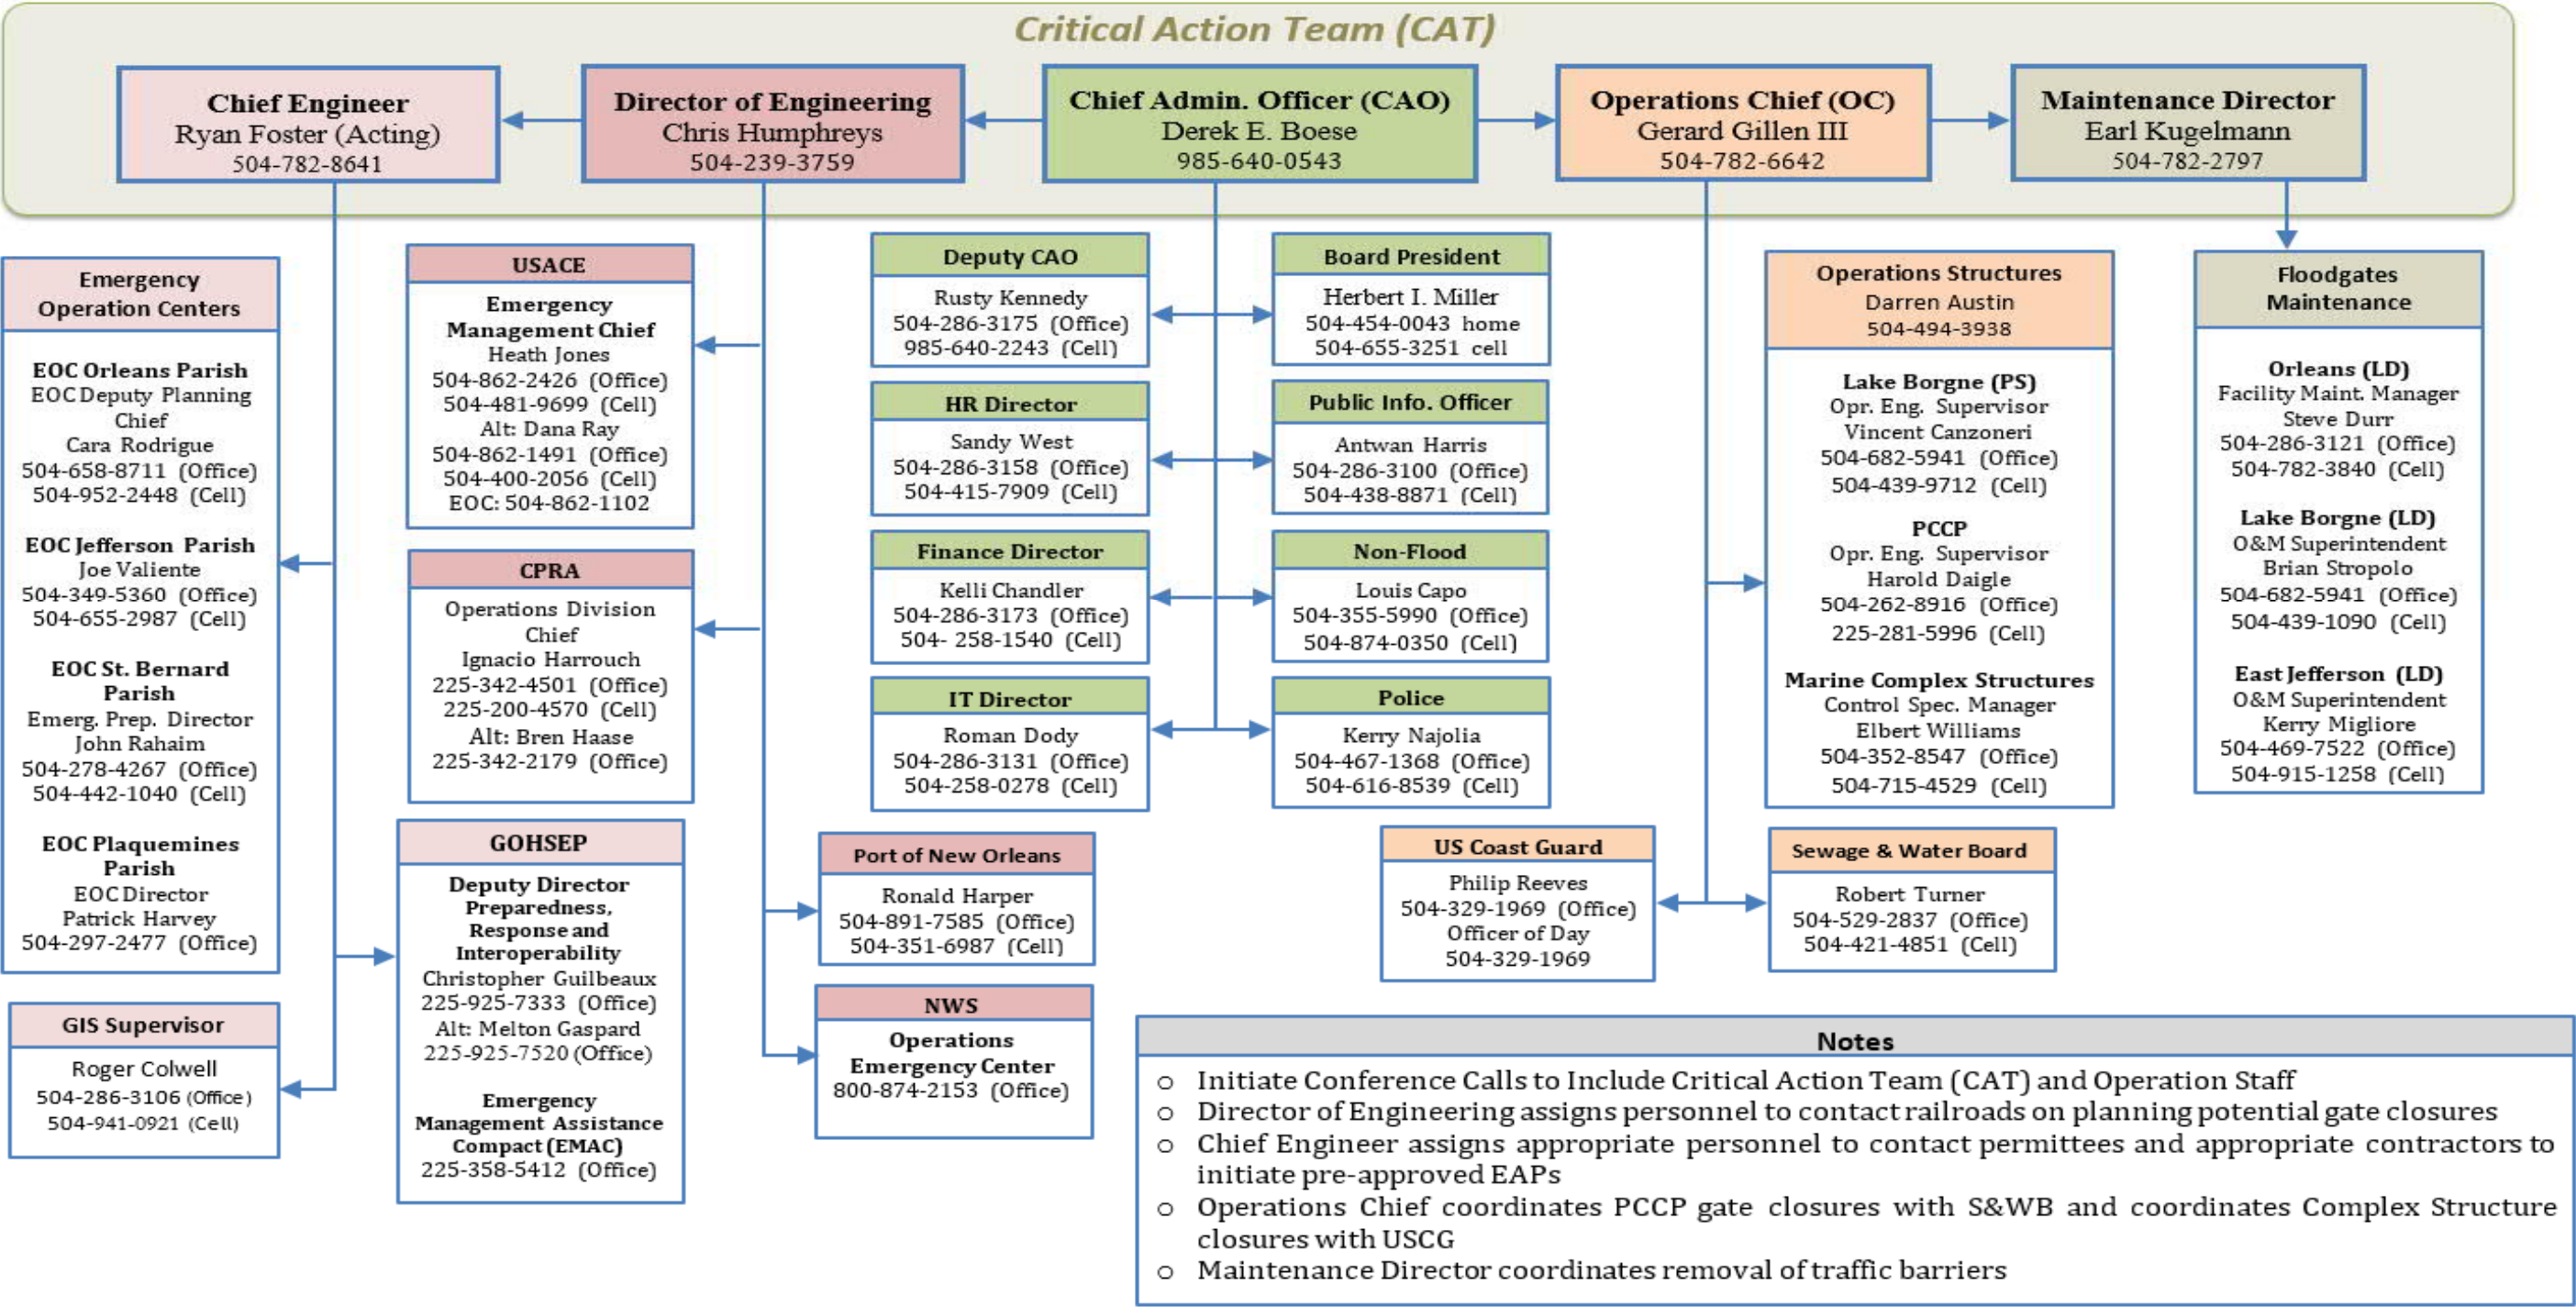 Critical Action Team (CAT)
Chief Engineer
Ryan Foster (Acting)
504-782-8641
Director of Engineering
Chris Humphreys
504-239-3759
Chief Admin. Officer (CAO)
Derek E. Boese
985-640-0543
Operations Chief (OC)
Gerard Gillen III
504-782-6642
Maintenance Director
Earl Kugelmann
504-782-2797
Emergency
Operation Centers
EOC Orleans Parish
EOC Deputy Planning
Chief
Cara Rodrigue
504-658-8711 (Office)
504-952-2448 (Cell)
EOC Jefferson Parish
Joe Valiente
504-349-5360 (Office)
504-655-2987 (Cell)
EOC St. Bernard
Parish
Emerg. Prep. Director
John Rahaim
504-278-4267 (Office)
504-442-1040 (Cell)
EOC Plaquemines
Parish
EOC Director
Patrick Harvey
504-297-2477 (Office)
GIS Supervisor
Roger Colwell
504-286-3106 (Office)
504-941-0921 (Cell)
USACE
Emergency
Management Chief
Heath Jones
504-862-2426 (Office)
504-481-9699 (Cell)
Alt: Dana Ray
504-862-1491 (Office)
504-400-2056 (Cell)
EOC: 504-862-1102
CPRA
Operations Division
Chief
Ignacio Harrouch
225-342-4501 (Office)
225-200-4570 (Cell)
Alt: Bren Haase
225-342-2179 (Office)
GOHSEP
Deputy Director
Preparedness,
Response and
Interoperability
Christopher Guilbeaux
225-925-7333 (Office)
Alt: Melton Gaspard
225-925-7520 (Office)
Emergency
Management Assistance
Compact (EMAC)
225-358-5412 (Office)
Deputy CAO
Rusty Kennedy
504-286-3175 (Office)
985-640-2243 (Cell)
HR Director
Sandy West
504-286-3158 (Office)
504-415-7909 (Cell)
Finance Director
Kelli Chandler
504-286-3173 (Office)
504- 258-1540 (Cell)
IT Director
Roman Dody
504-286-3131 (Office)
504-258-0278 (Cell)
Port of New Orleans
Ronald Harper
504-891-7585 (Office)
504-351-6987 (Cell)
NWS
Operations
Emergency Center
800-874-2153 (Office)
Board President
Herbert I. Miller
504-454-0043 home
504-655-3251 cell
Public Info. Officer
Antwan Harris
504-286-3100 (Office)
504-438-8871 (Cell)
Non-Flood
Louis Capo
504-355-5990 (Office)
504-874-0350 (Cell)
Police
Kerry Najolia
504-467-1368 (Office)
504-616-8539 (Cell)
Operations Structures
Darren Austin
504-494-3938
Lake Borgne (PS)
Opr. Eng. Supervisor
Vincent Canzoneri
504-682-5941 (Office)
504-439-9712 (Cell)
PCCP
Opr. Eng. Supervisor
Harold Daigle
504-262-8916 (Office)
225-281-5996 (Cell)
Marine Complex Structures
Control Spec. Manager
Elbert Williams
504-352-8547 (Office)
504-715-4529 (Cell)
US Coast Guard
Philip Reeves
504-329-1969 (Office)
Officer of Day
504-329-1969
Sewage & Water Board
Robert Turner
504-529-2837 (Office)
504-421-4851 (Cell)
Floodgates
Maintenance
Orleans (LD)
Facility Maint. Manager
Steve Durr
504-286-3121 (Office)
504-782-3840 (Cell)
Lake Borgne (LD)
O&M Superintendent
Brian Stropolo
504-682-5941 (Office)
504-439-1090 (Cell)
East Jefferson (LD)
O&M Superintendent
Kerry Migliore
504-469-7522 (Office)
504-915-1258 (Cell)
Notes
o Initiate Conference Calls to Include Critical Action Team (CAT) and Operation Staff
o Director of Engineering assigns personnel to contact railroads on planning potential gate closures
o Chief Engineer assigns appropriate personnel to contact permittees and appropriate contractors to
initiate pre-approved EAPs
o Operations Chief coordinates PCCP gate closures with S&WB and coordinates Complex Structure
closures with USCG
o Maintenance Director coordinates removal of traffic barriers